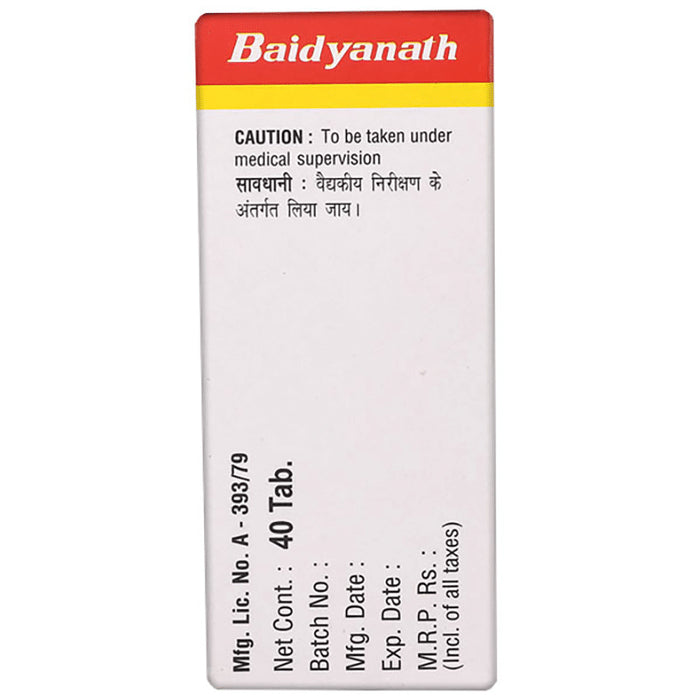 Baidyanath
CAUTION : To be taken under
medical supervision
सावधानी : वैद्यकीय निरीक्षण के
अंतर्गत लिया जाय।
Mfg. Lic. No. A - 393/79
Net Cont. : 40 Tab.
Batch No. :
Mfg. Date :
Exp. Date :
M.R.P. Rs. :
(Incl. of all taxes)